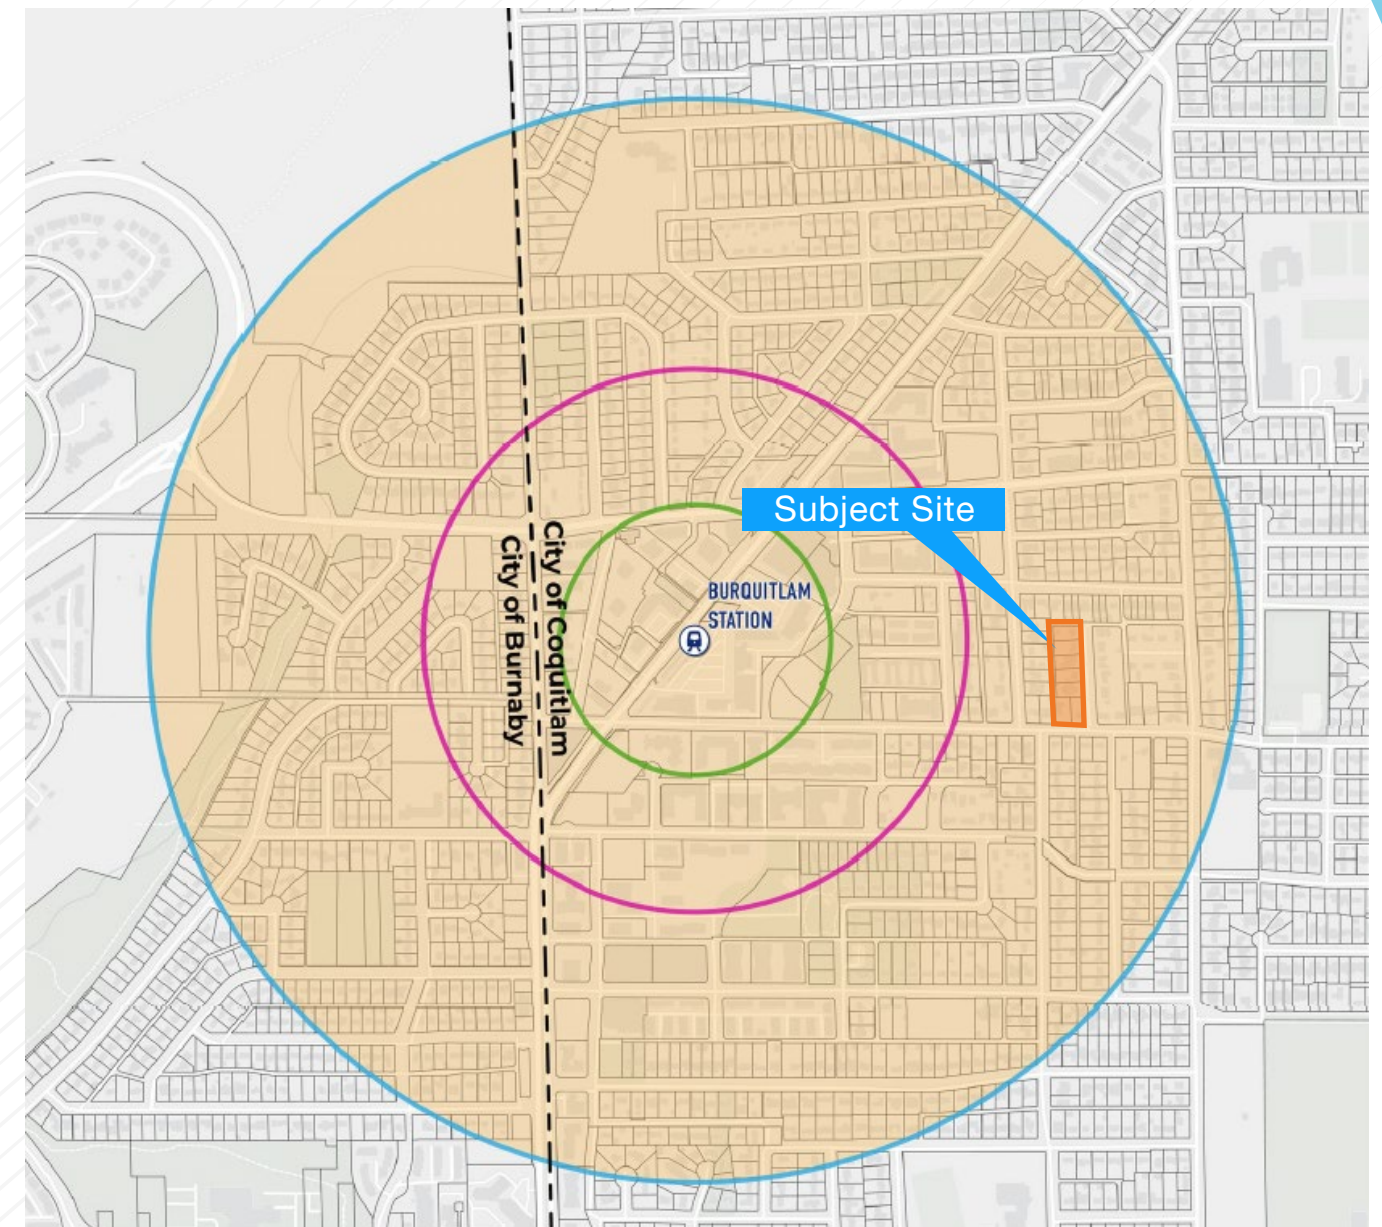 Subject Site
BURQUITLAM
STATION
City of Coquitlam
City of Burnaby